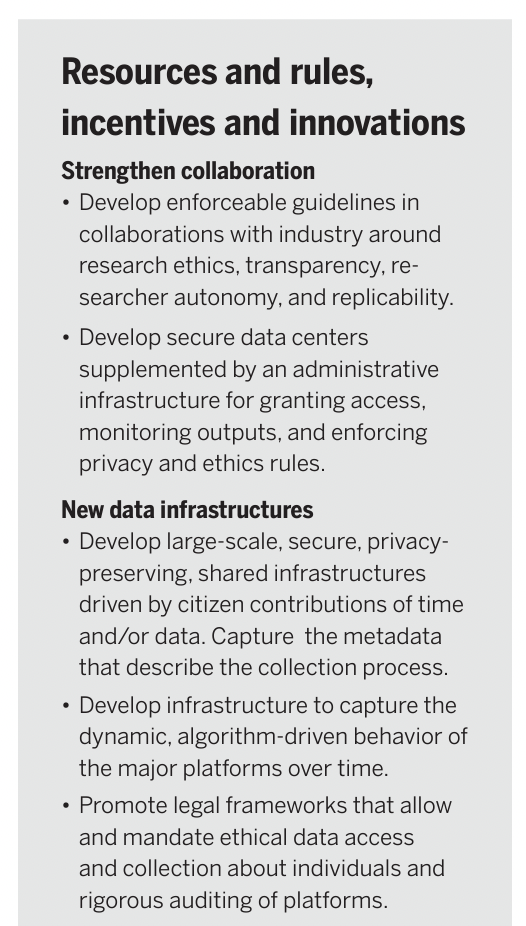 Resources and rules,
incentives and innovations
Strengthen collaboration
• Develop enforceable guidelines in
collaborations with industry around
research ethics, transparency, re-
searcher autonomy, and replicability.
• Develop secure data centers
supplemented by an administrative
infrastructure for granting access,
monitoring outputs, and enforcing
privacy and ethics rules.
New data infrastructures
• Develop large-scale, secure, privacy-
preserving, shared infrastructures
driven by citizen contributions of time
and/or data. Capture  the metadata
that describe the collection process.
• Develop infrastructure to capture the
dynamic, algorithm-driven behavior of
the major platforms over time.
• Promote legal frameworks that allow
and mandate ethical data access
and collection about individuals and
rigorous auditing of platforms.